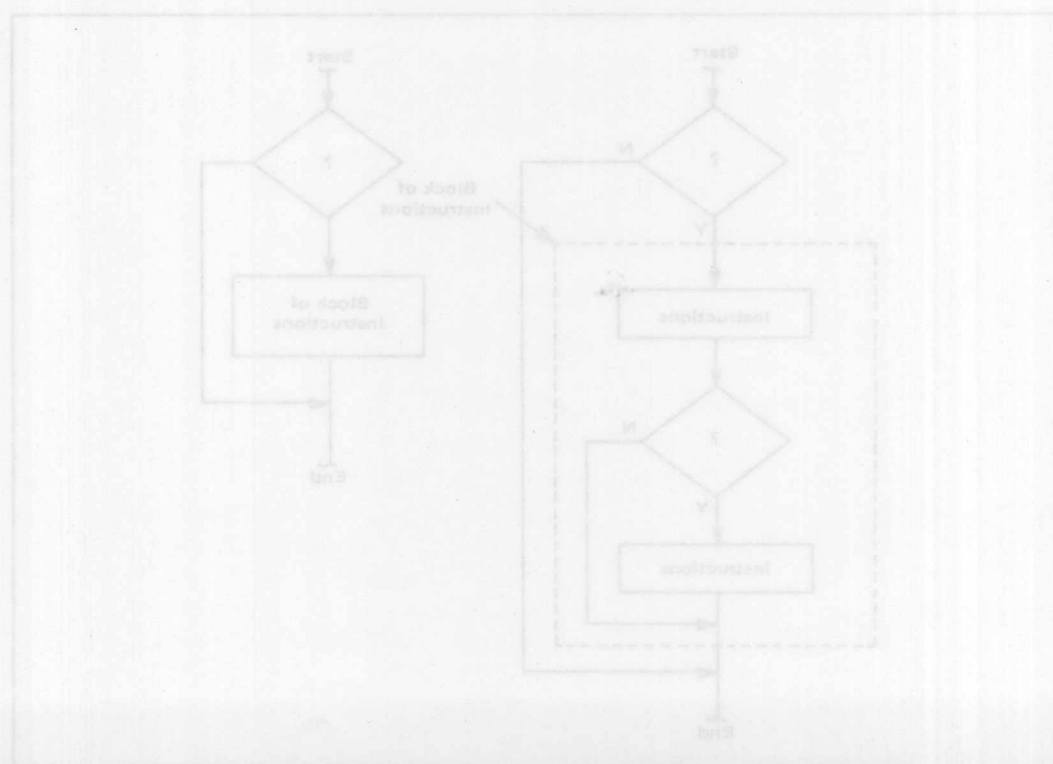 Start
?
N
Y
Block of
Instructions
Instructions
?
N
Y
Instructions
End
Start
?
Block of
Instructions
End